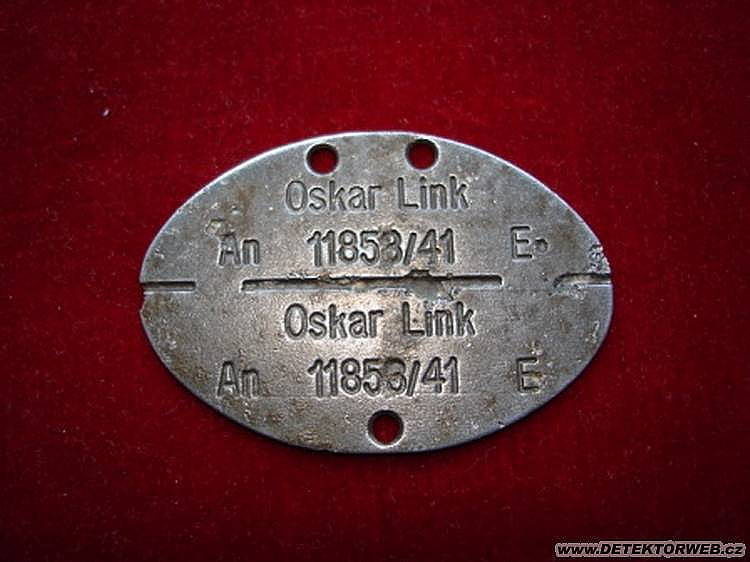 Oskar Link
An 11853/41 E.
Oskar Link
An 11853/41 E
www.DETEKTORWEB.cz